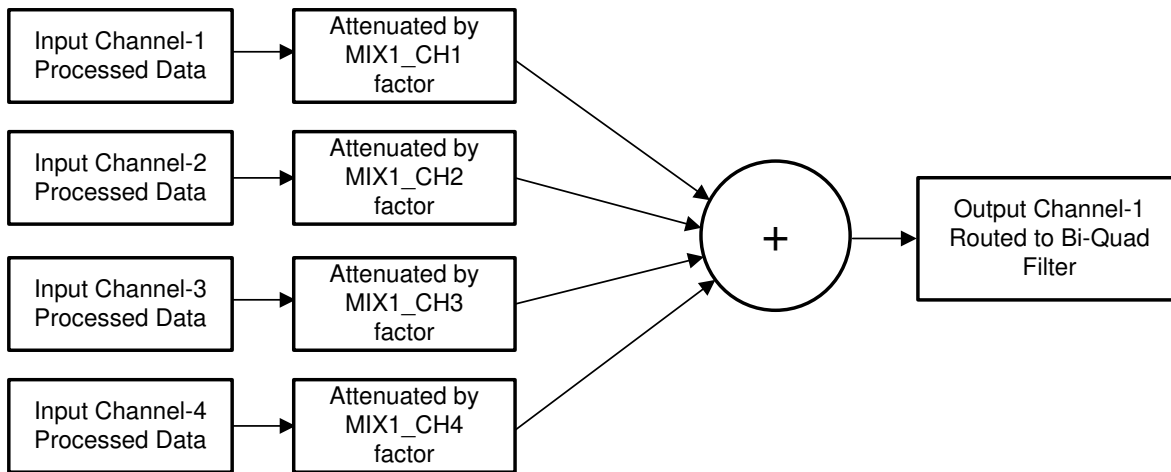 Input Channel-1
Processed Data
Attenuated by
MIX1_CH1
factor
Input Channel-2
Processed Data
Attenuated by
MIX1_CH2
factor
Input Channel-3
Processed Data
Attenuated by
MIX1_CH3
factor
Input Channel-4
Processed Data
Attenuated by
MIX1_CH4
factor
+
Output Channel-1
Routed to Bi-Quad
Filter